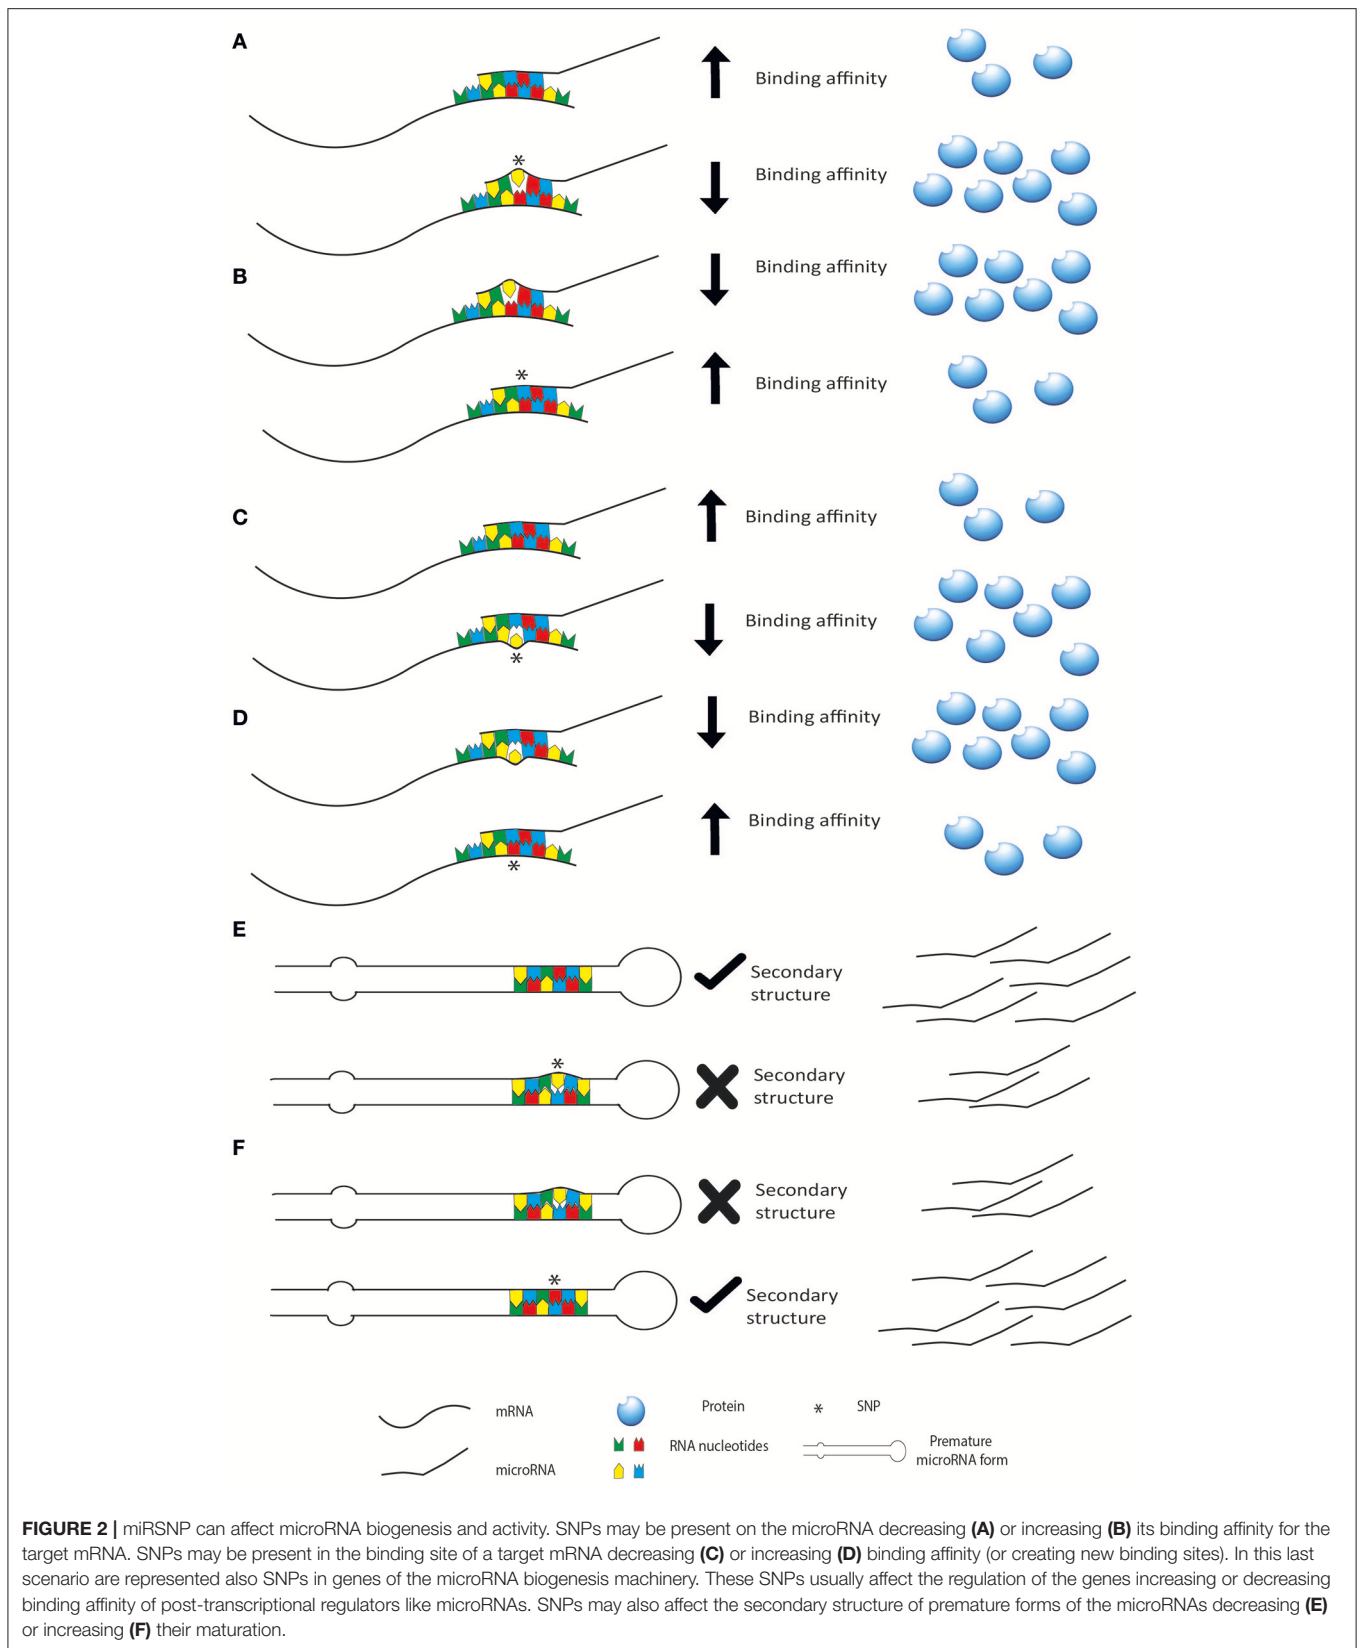 A
Binding affinity
*
Binding affinity
B
Binding affinity
*
Binding affinity
C
Binding affinity
Binding affinity
*
D
Binding affinity
Binding affinity
*
E
Secondary
structure
*
Secondary
structure
F
Secondary
structure
*
Secondary
structure
mRNA
Protein
* SNP
microRNA
RNA nucleotides
Premature
microRNA form
FIGURE 2 | miRSNP can affect microRNA biogenesis and activity. SNPs may be present on the microRNA decreasing (A) or increasing (B) its binding affinity for the
target mRNA. SNPs may be present in the binding site of a target mRNA decreasing (C) or increasing (D) binding affinity (or creating new binding sites). In this last
scenario are represented also SNPs in genes of the microRNA biogenesis machinery. These SNPs usually affect the regulation of the genes increasing or decreasing
binding affinity of post-transcriptional regulators like microRNAs. SNPs may also affect the secondary structure of premature forms of the microRNAs decreasing (E)
or increasing (F) their maturation.